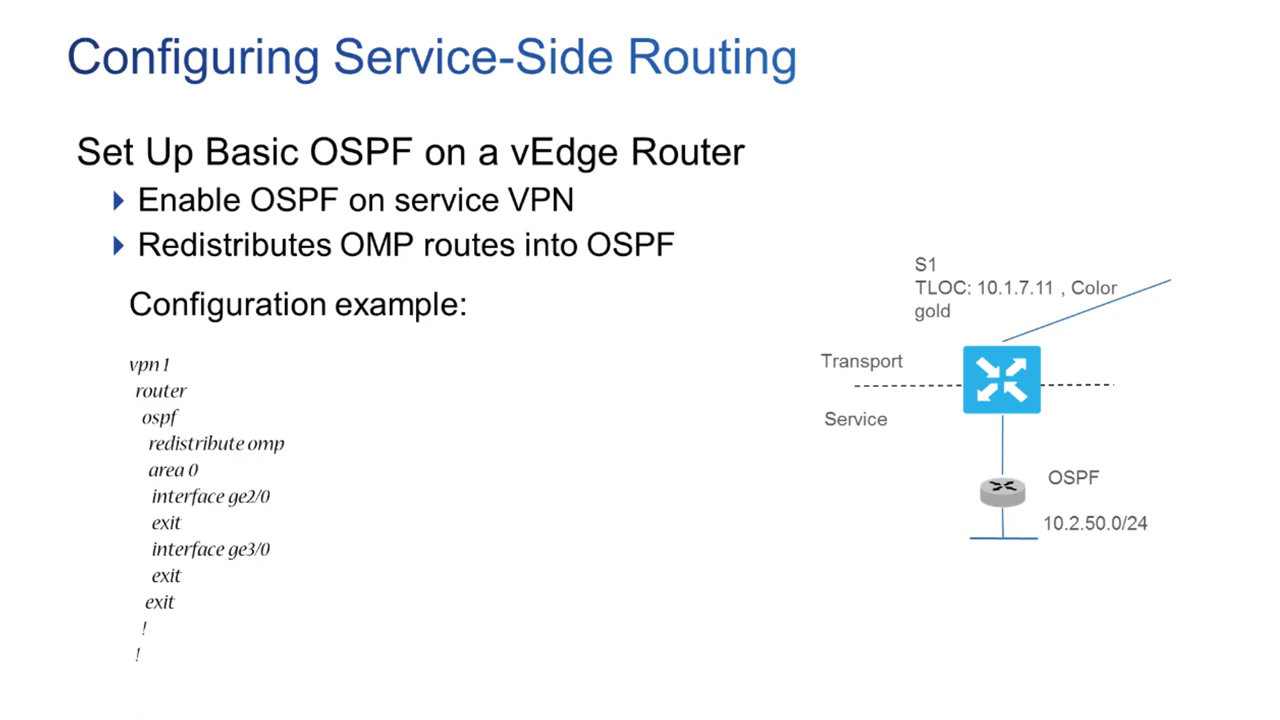 Configuring Service-Side Routing
Set Up Basic OSPF on a vEdge Router
Enable OSPF on service VPN
Redistributes OMP routes into OSPF
Configuration example:
vpn 1
router
ospf
redistribute omp
area 0
interface ge2/0
exit
interface ge3/0
exit
exit
!
!
S1
TLOC: 10.1.7.11 , Color
gold
Transport
Service
OSPF
10.2.50.0/24